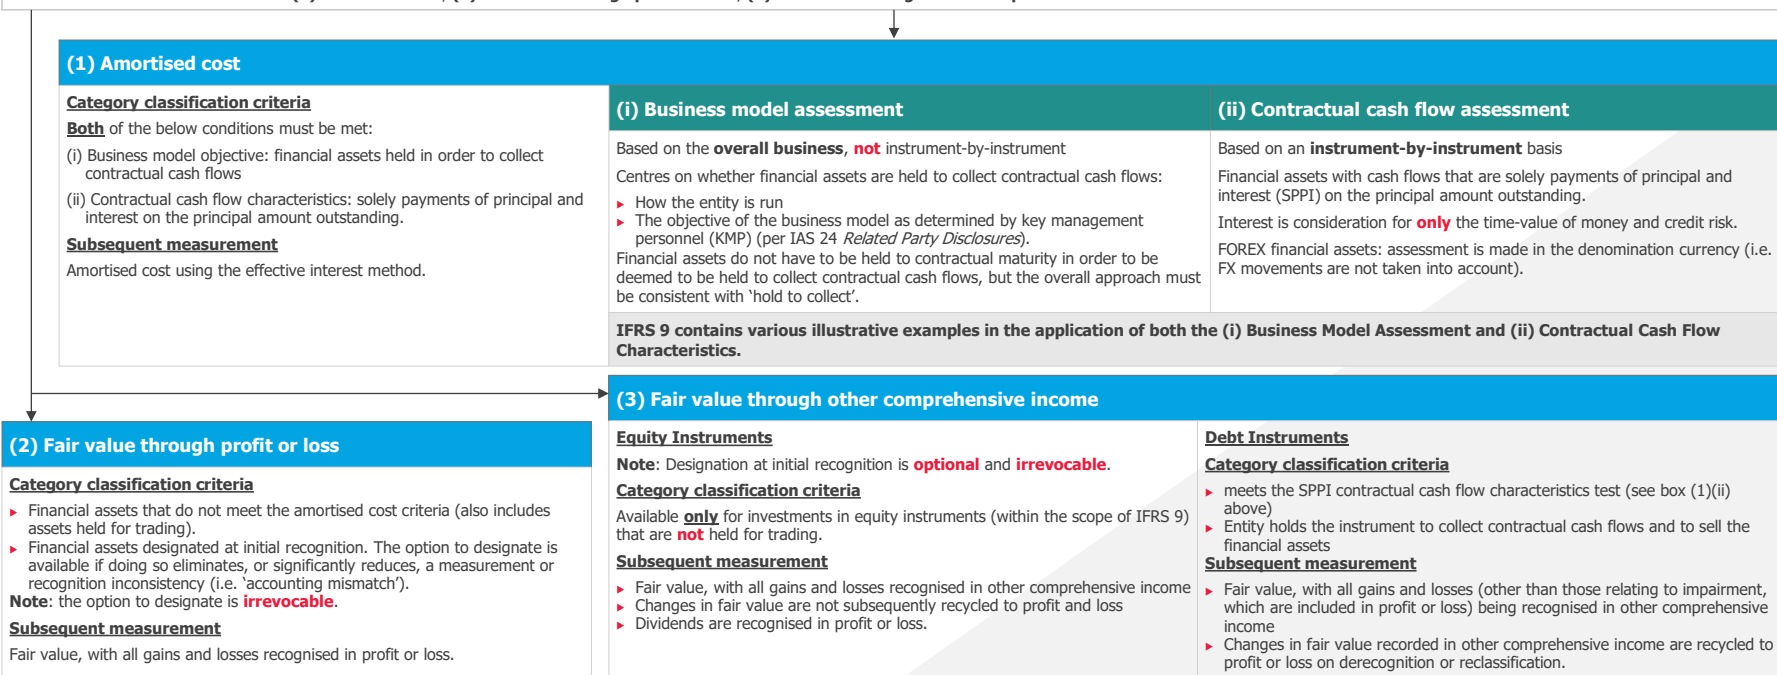 (1) Amortised cost
Category classification criteria
Both of the below conditions must be met:
(i) Business model objective: financial assets held in order to collect
contractual cash flows
(ii) Contractual cash flow characteristics: solely payments of principal and
interest on the principal amount outstanding.
Subsequent measurement
Amortised cost using the effective interest method.
(i) Business model assessment
Based on the overall business, not instrument-by-instrument
Centres on whether financial assets are held to collect contractual cash flows:
► How the entity is run
► The objective of the business model as determined by key management
personnel (KMP) (per IAS 24 Related Party Disclosures).
Financial assets do not have to be held to contractual maturity in order to be
deemed to be held to collect contractual cash flows, but the overall approach must
be consistent with ‘hold to collect’.
(ii) Contractual cash flow assessment
Based on an instrument-by-instrument basis
Financial assets with cash flows that are solely payments of principal and
interest (SPPI) on the principal amount outstanding.
Interest is consideration for only the time-value of money and credit risk.
FOREX financial assets: assessment is made in the denomination currency (i.e.
FX movements are not taken into account).
IFRS 9 contains various illustrative examples in the application of both the (i) Business Model Assessment and (ii) Contractual Cash Flow
Characteristics.
(2) Fair value through profit or loss
Category classification criteria
► Financial assets that do not meet the amortised cost criteria (also includes
assets held for trading).
► Financial assets designated at initial recognition. The option to designate is
available if doing so eliminates, or significantly reduces, a measurement or
recognition inconsistency (i.e. ‘accounting mismatch’).
Note: the option to designate is irrevocable.
Subsequent measurement
Fair value, with all gains and losses recognised in profit or loss.
(3) Fair value through other comprehensive income
Equity Instruments
Note: Designation at initial recognition is optional and irrevocable.
Category classification criteria
Available only for investments in equity instruments (within the scope of IFRS 9)
that are not held for trading.
Subsequent measurement
► Fair value, with all gains and losses recognised in other comprehensive income
► Changes in fair value are not subsequently recycled to profit and loss
► Dividends are recognised in profit or loss.
Debt Instruments
Category classification criteria
► meets the SPPI contractual cash flow characteristics test (see box (1)(ii)
above)
► Entity holds the instrument to collect contractual cash flows and to sell the
financial assets
Subsequent measurement
► Fair value, with all gains and losses (other than those relating to impairment,
which are included in profit or loss) being recognised in other comprehensive
income
► Changes in fair value recorded in other comprehensive income are recycled to
profit or loss on derecognition or reclassification.